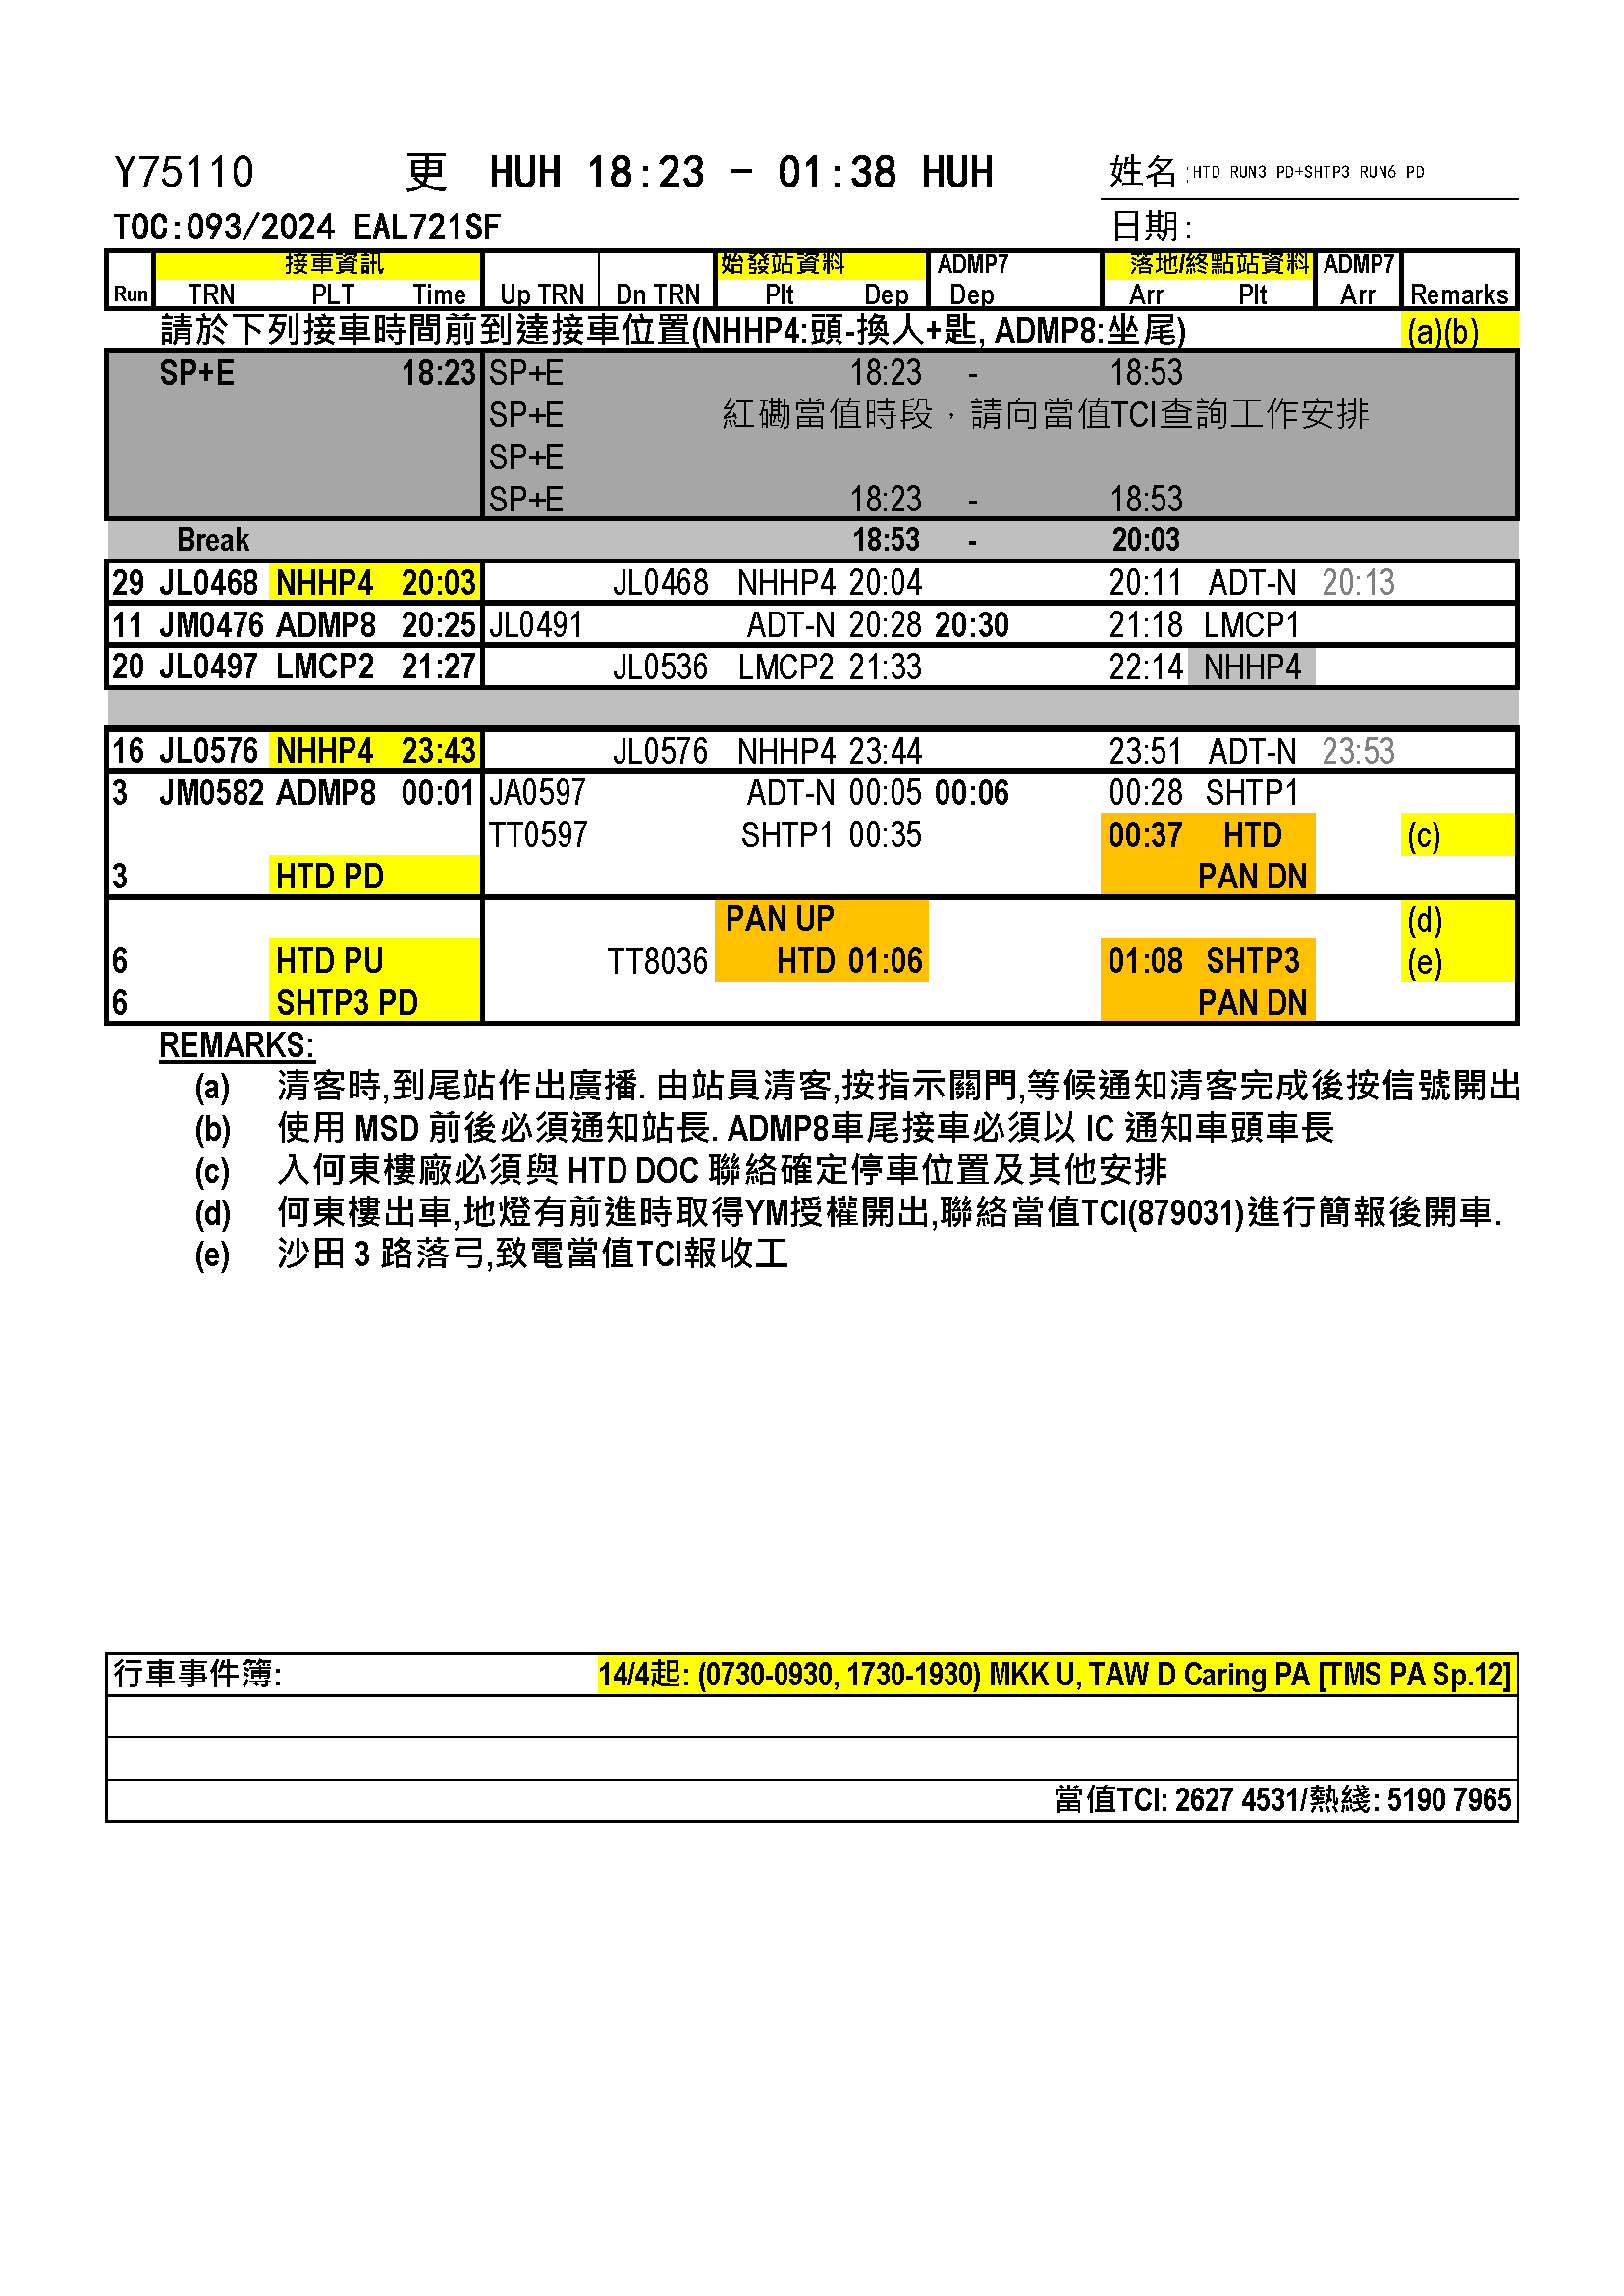 Y75110 更 HUH 18:23 - 01:38 HUH 姓名:HTD RUN3 PD+SHTP3 RUN6 PD
TOC:093/2024 EAL721SF 日期:
接車資訊 始發站資料 ADMP7 落地/終點站資料 ADMP7
Run TRN PLT Time Up TRN Dn TRN Plt Dep Dep Arr Plt Arr Remarks
請於下列接車時間前到達接車位置(NHHP4:頭-換人+匙, ADMP8:坐尾) (a)(b)
SP+E 18:23 SP+E 18:23 - 18:53
SP+E 紅磡當值時段，請向當值TCI查詢工作安排
SP+E
SP+E 18:23 - 18:53
Break 18:53 - 20:03
29 JL0468 NHHP4 20:03 JL0468 NHHP4 20:04 20:11 ADT-N 20:13
11 JM0476 ADMP8 20:25 JL0491 ADT-N 20:28 20:30 21:18 LMCP1
20 JL0497 LMCP2 21:27 JL0536 LMCP2 21:33 22:14 NHHP4
16 JL0576 NHHP4 23:43 JL0576 NHHP4 23:44 23:51 ADT-N 23:53
3 JM0582 ADMP8 00:01 JA0597 ADT-N 00:05 00:06 00:28 SHTP1
TT0597 SHTP1 00:35 00:37 HTD (c)
3 HTD PD PAN DN
PAN UP (d)
6 HTD PU TT8036 HTD 01:06 01:08 SHTP3 (e)
6 SHTP3 PD PAN DN
REMARKS:
(a) 清客時,到尾站作出廣播. 由站員清客,按指示關門,等候通知清客完成後按信號開出
(b) 使用 MSD 前後必須通知站長. ADMP8車尾接車必須以 IC 通知車頭車長
(c) 入何東樓廠必須與 HTD DOC 聯絡確定停車位置及其他安排
(d) 何東樓出車,地燈有前進時取得YM授權開出,聯絡當值TCI(879031)進行簡報後開車.
(e) 沙田 3 路落弓,致電當值TCI報收工
行車事件簿: 14/4起: (0730-0930, 1730-1930) MKK U, TAW D Caring PA [TMS PA Sp.12]
當值TCI: 2627 4531/熱綫: 5190 7965